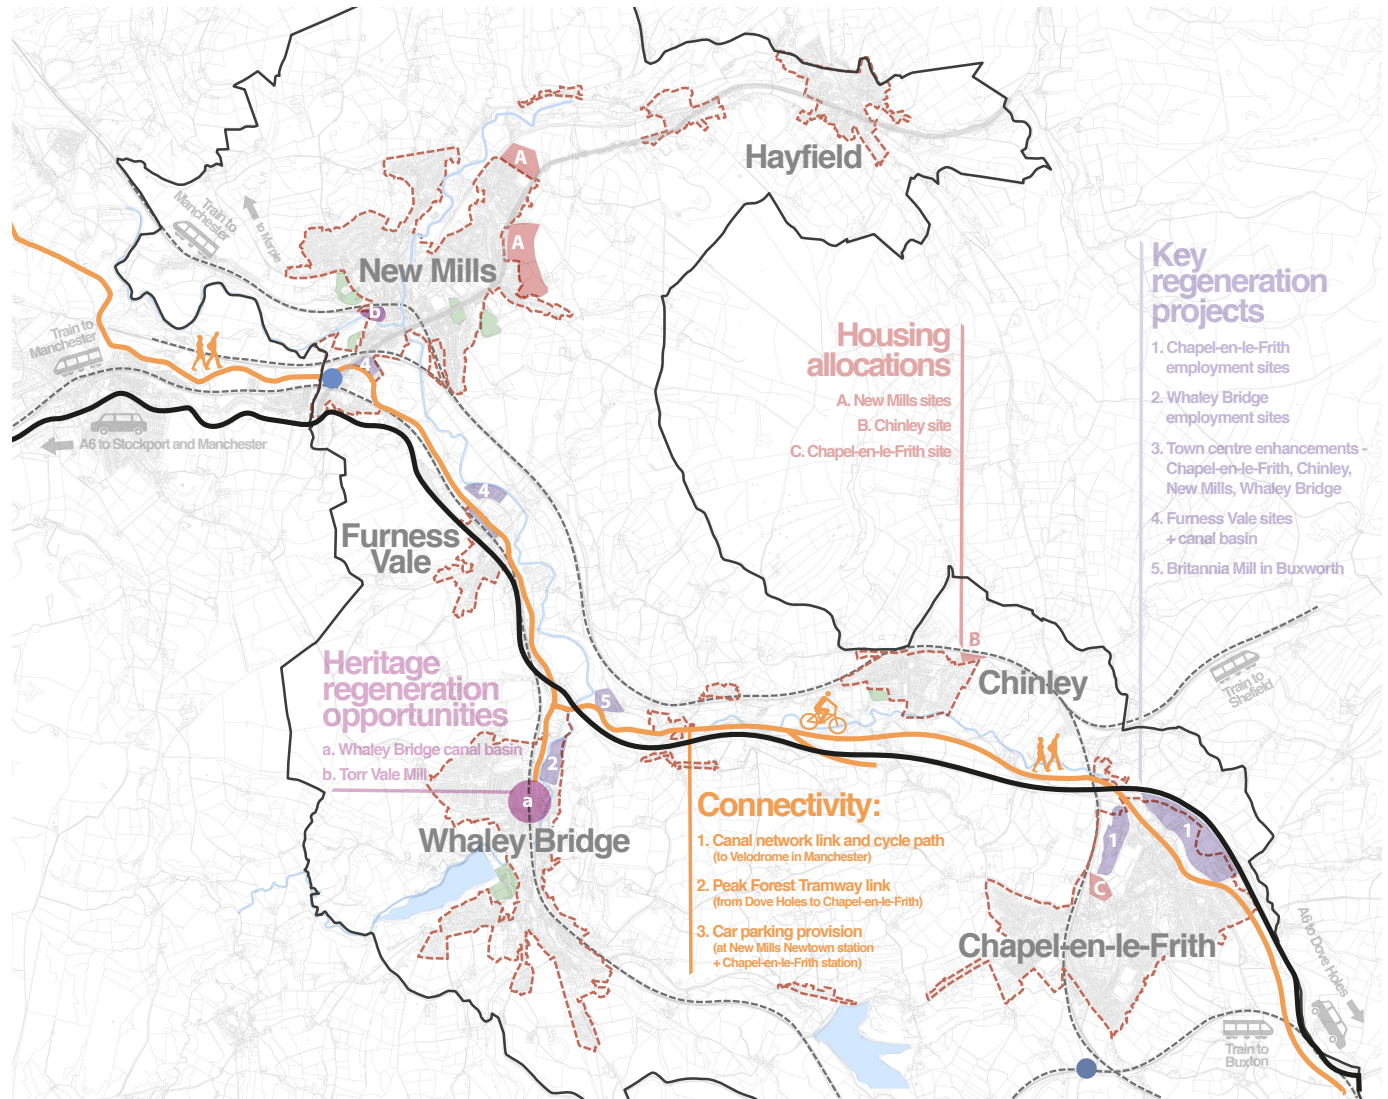 Hayfield
A
Train to
Manchester
to Marple
A
New Mills
b
Key
regeneration
projects
1. Chapel-en-le-Frith
employment sites
2. Whaley Bridge
employment sites
3. Town centre enhancements -
Chapel-en-le-Frith, Chinley,
New Mills, Whaley Bridge
4. Furness Vale sites
+ canal basin
5. Britannia Mill in Buxworth
Housing
allocations
A. New Mills sites
B. Chinley site
C. Chapel-en-le-Frith site
Train to
Manchester
A6 to Stockport and Manchester
4
Furness
Vale
B
Chinley
Train to
Shefield
Heritage
regeneration
opportunities
a. Whaley Bridge canal basin
b. Torr Vale Mill
5
2
a
Whaley Bridge
Connectivity:
1. Canal network link and cycle path
(to Velodrome in Manchester)
2. Peak Forest Tramway link
(from Dove Holes to Chapel-en-le-Frith)
3. Car parking provision
(at New Mills Newtown station
+ Chapel-en-le-Frith station)
1
1
C
Chapel-en-le-Frith
A6 to Dove Holes
Train to
Buxton